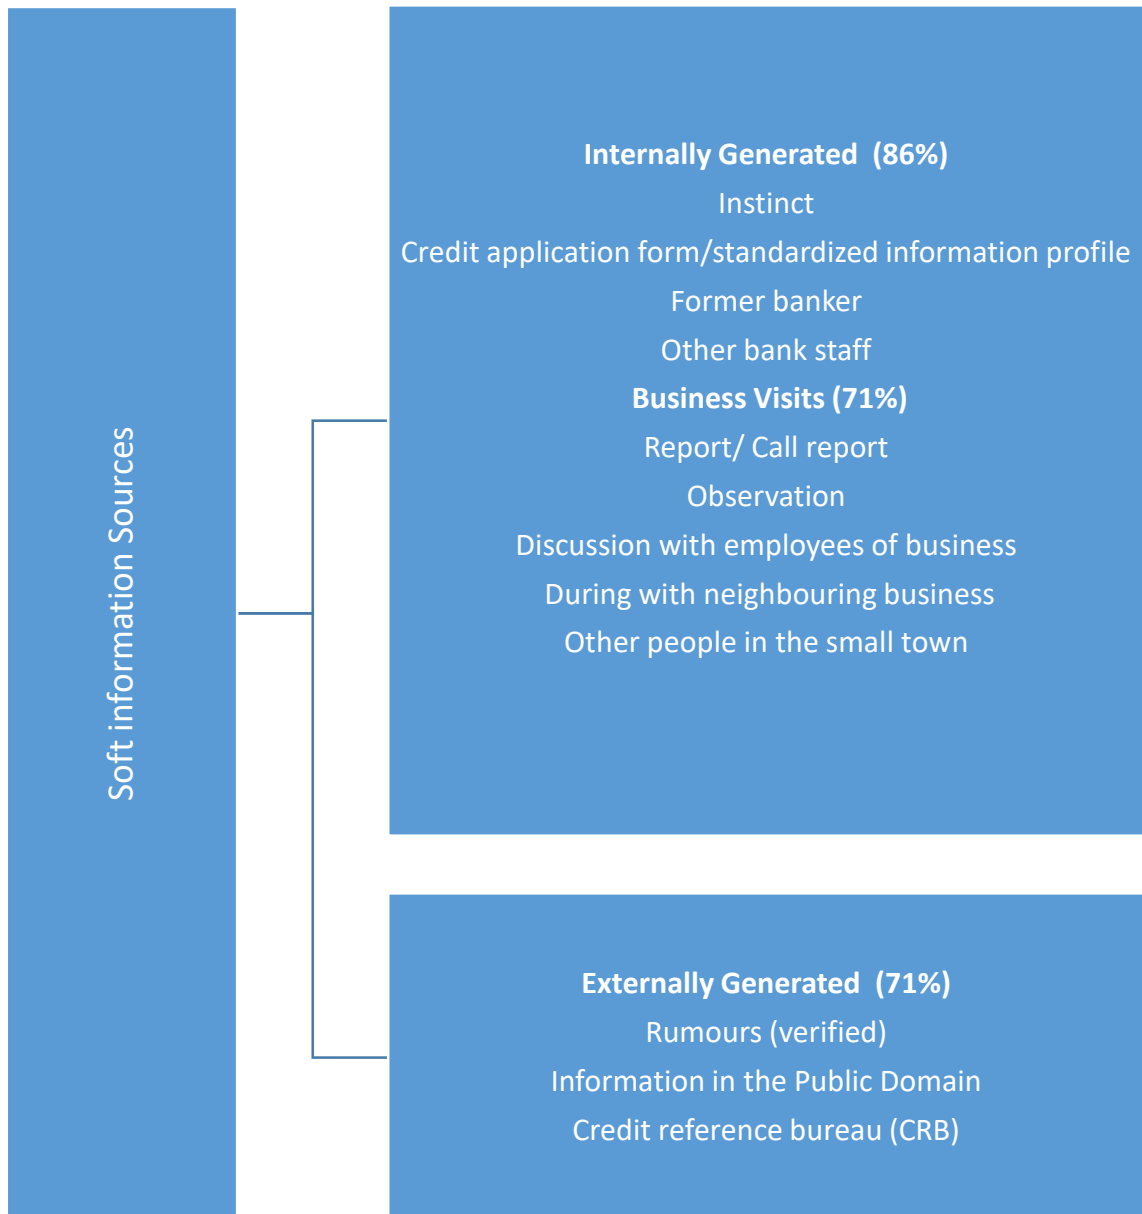 Soft information Sources
Internally Generated  (86%)
Instinct
Credit application form/standardized information profile
Former banker
Other bank staff
Business Visits (71%)
Report/ Call report
Observation
Discussion with employees of business
During with neighbouring business
Other people in the small town
Externally Generated  (71%)
Rumours (verified)
Information in the Public Domain
Credit reference bureau (CRB)